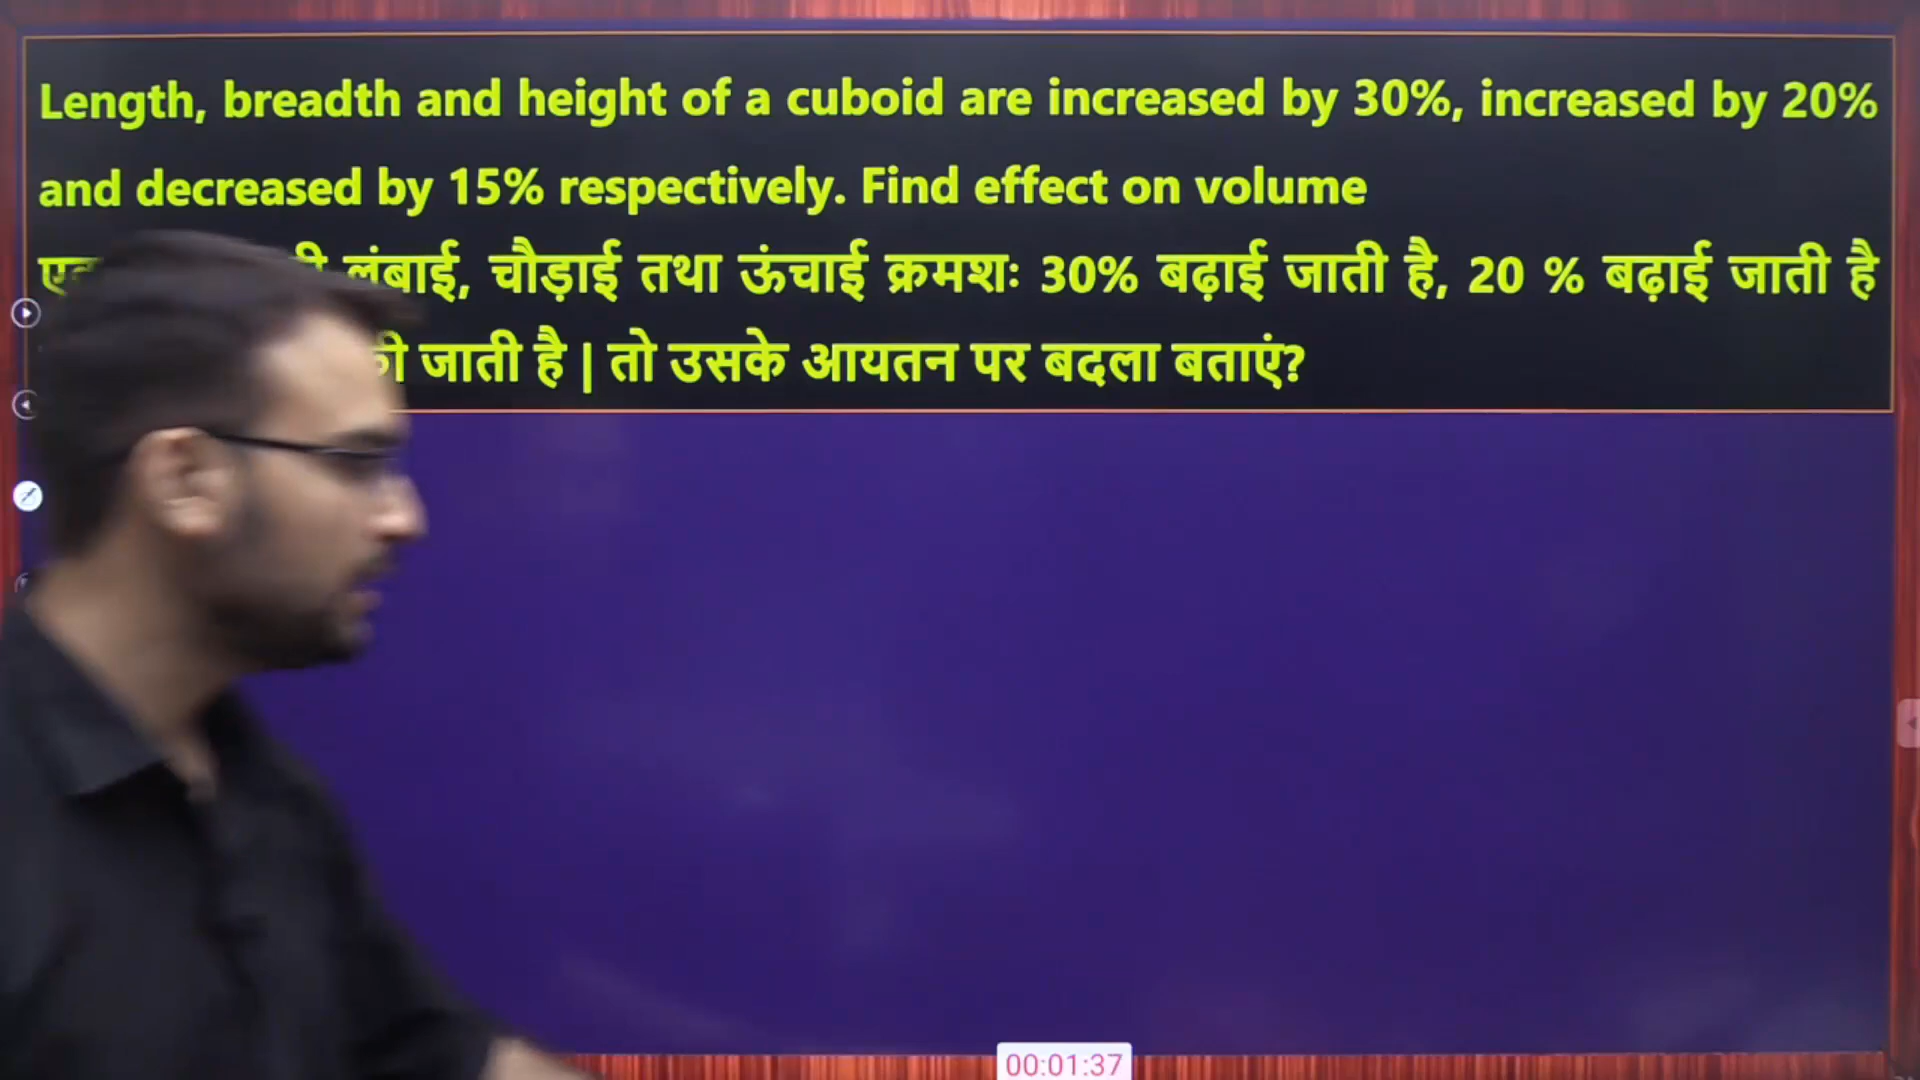 Length, breadth and height of a cuboid are increased by 30%, increased by 20%
and decreased by 15% respectively. Find effect on volume
लंबाई, चौड़ाई तथा ऊंचाई क्रमशः 30% बढ़ाई जाती है, 20 % बढ़ाई जाती है
जाती है | तो उसके आयतन पर बदला बताएं?
00:01:37